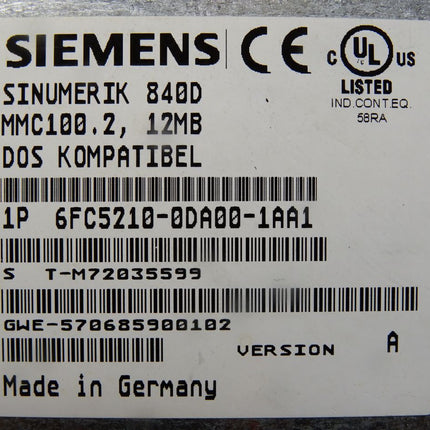 SIEMENS CE C UL US
LISTED
SINUMERIK 840D
IND.CONT.EQ.
MMC100.2, 12MB
58RA
DOS KOMPATIBEL
1P 6FC5210-0DA00-1AA1
S T-M72035599
GWE-570685900102
VERSION A
Made in Germany